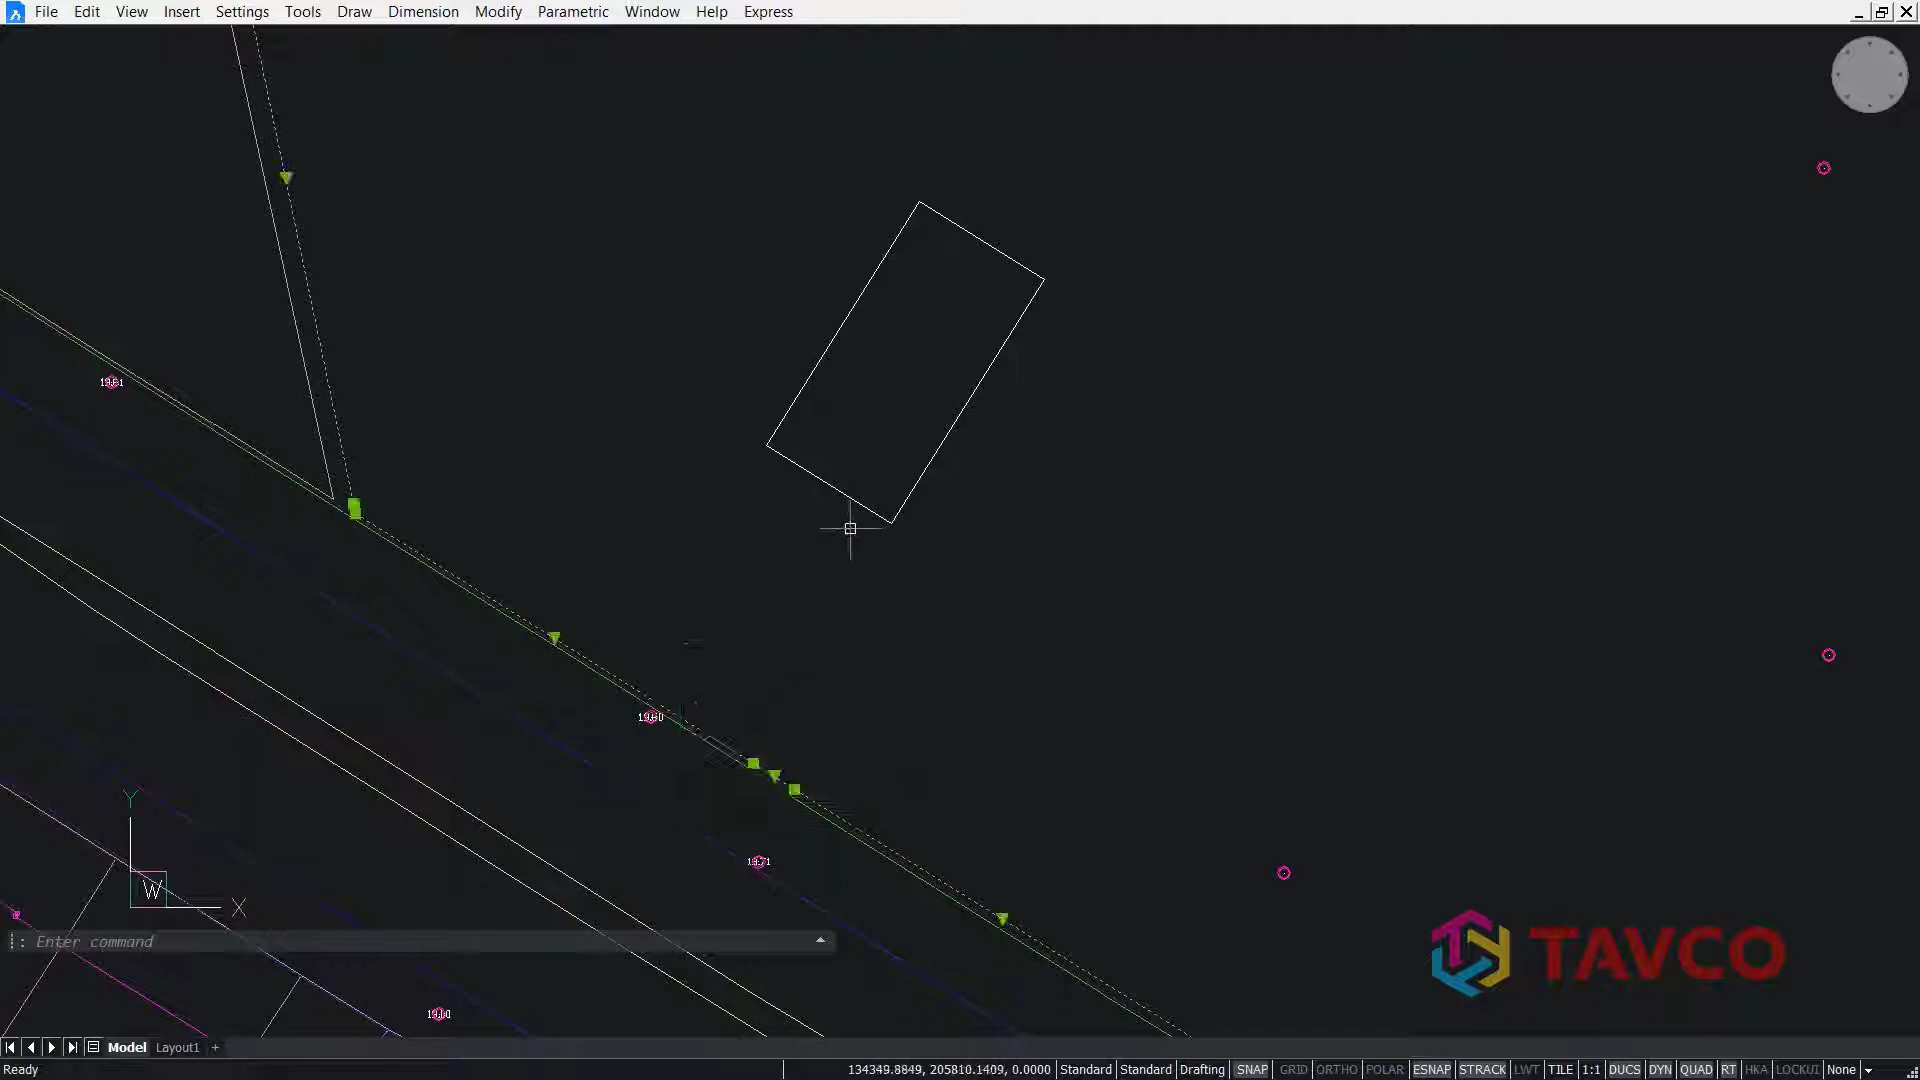 File Edit View Insert Settings Tools Draw Dimension Modify Parametric Window Help Express
Y
W
X
: Enter command
TAVCO
Model Layout1 +
Ready 134349.8849, 205810.1409, 0.0000 Standard Standard Drafting SNAP GRID ORTHO POLAR ESNAP STRACK LWT TILE 1:1 DUCS DYN QUAD RT HKA LOCKUI None